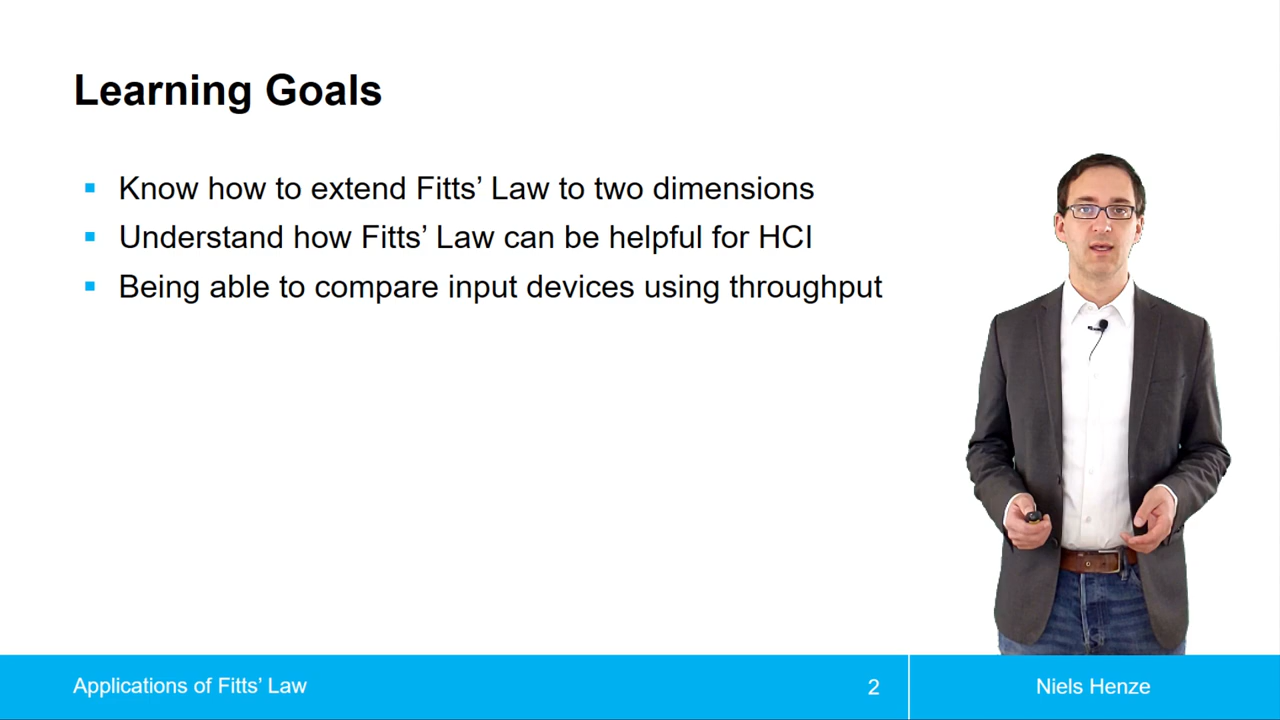 Learning Goals
Know how to extend Fitts’ Law to two dimensions
Understand how Fitts’ Law can be helpful for HCI
Being able to compare input devices using throughput
Applications of Fitts’ Law
2
Niels Henze